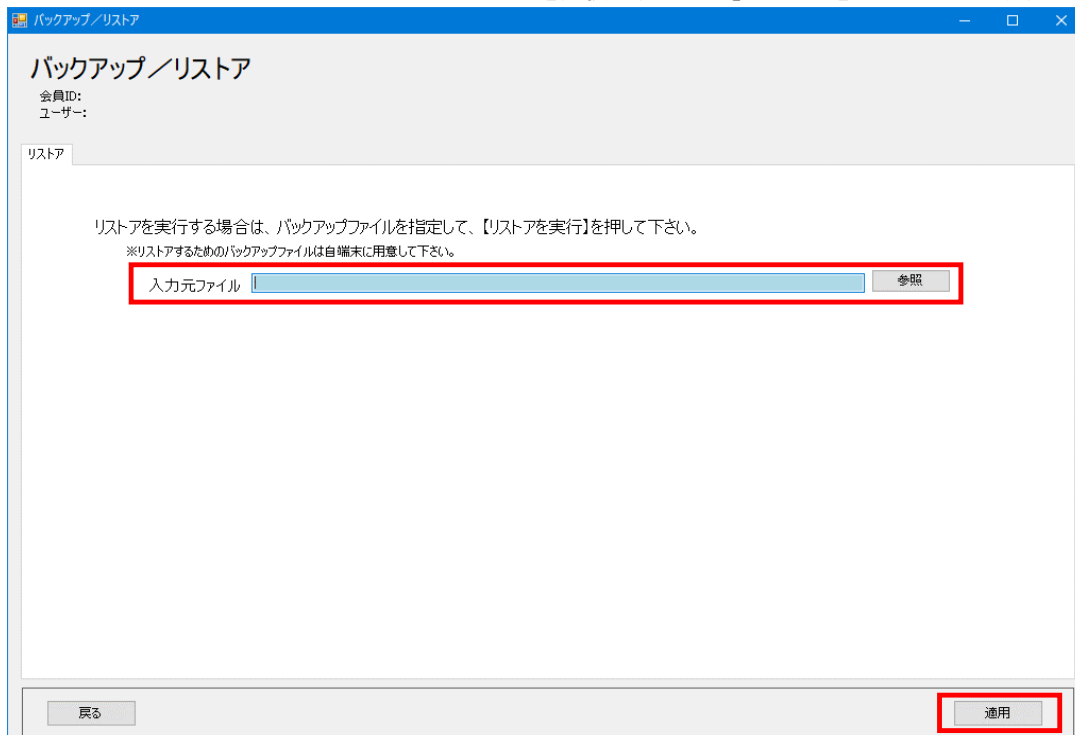 バックアップ／リストア
バックアップ／リストア
会員ID:
ユーザー:
リストア
リストアを実行する場合は、バックアップファイルを指定して、【リストアを実行】を押して下さい。
※リストアするためのバックアップファイルは自端末に用意して下さい。
入力元ファイル 参照
戻る 適用